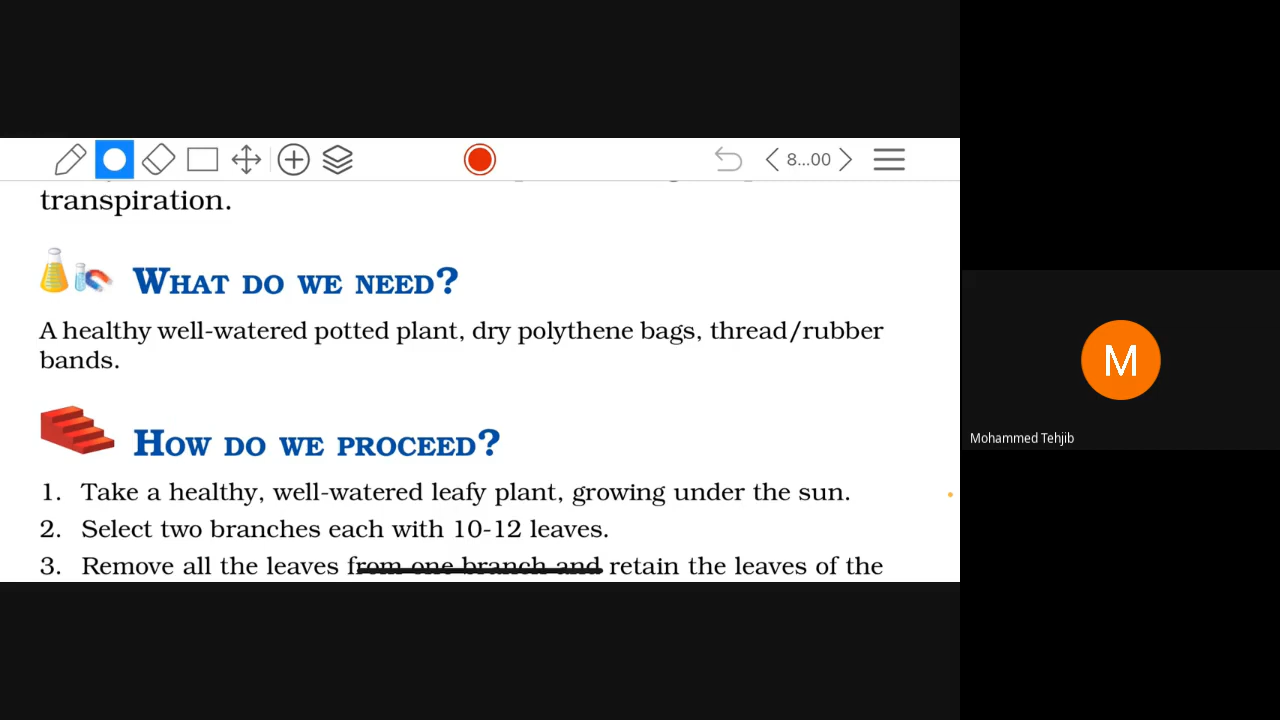 8...00
transpiration.
WHAT DO WE NEED?
A healthy well-watered potted plant, dry polythene bags, thread/rubber
bands.
HOW DO WE PROCEED?
1. Take a healthy, well-watered leafy plant, growing under the sun.
2. Select two branches each with 10-12 leaves.
3. Remove all the leaves from one branch and retain the leaves of the
M
Mohammed Tehjib